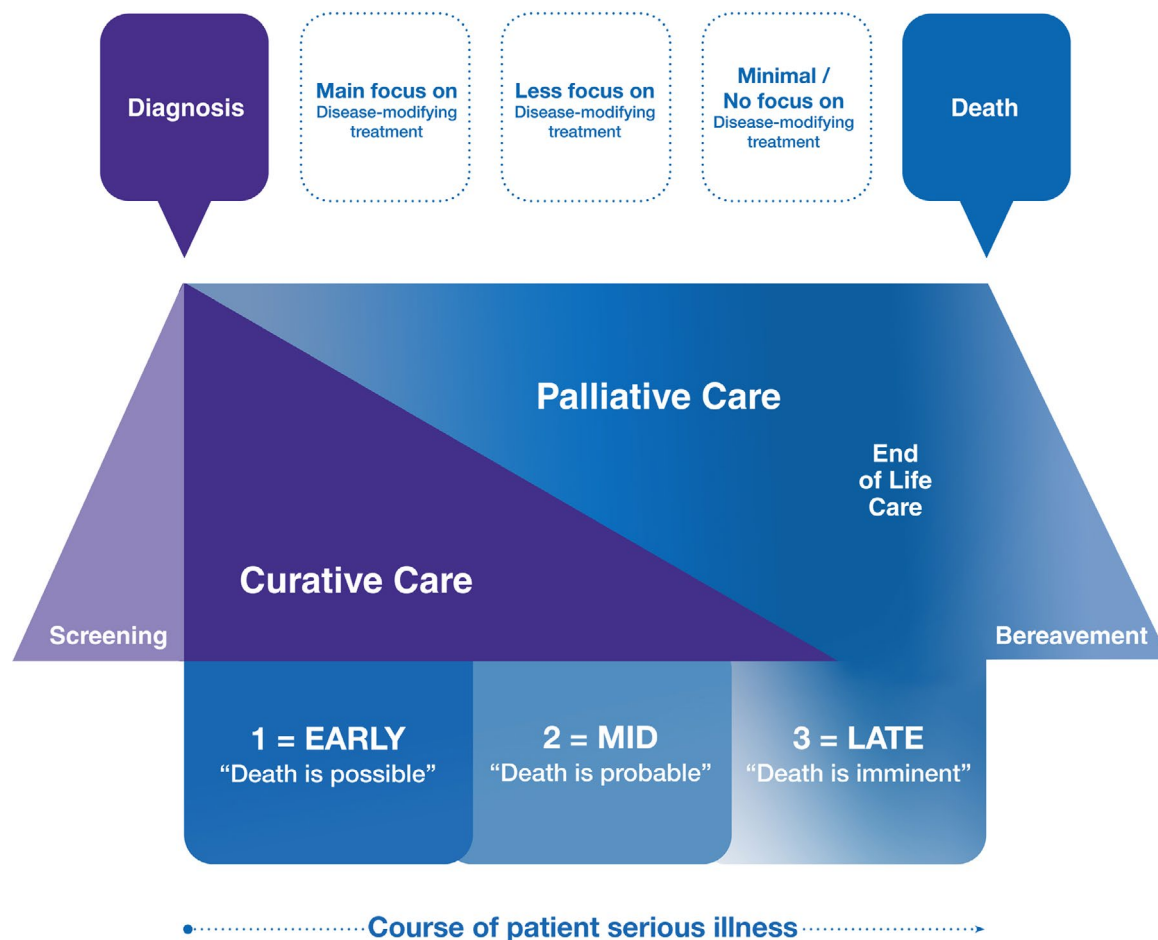 Diagnosis
Main focus on
Disease-modifying
treatment
Less focus on
Disease-modifying
treatment
Minimal /
No focus on
Disease-modifying
treatment
Death
Palliative Care
End
of Life
Care
Curative Care
Screening
Bereavement
1 = EARLY
“Death is possible”
2 = MID
“Death is probable”
3 = LATE
“Death is imminent”
Course of patient serious illness